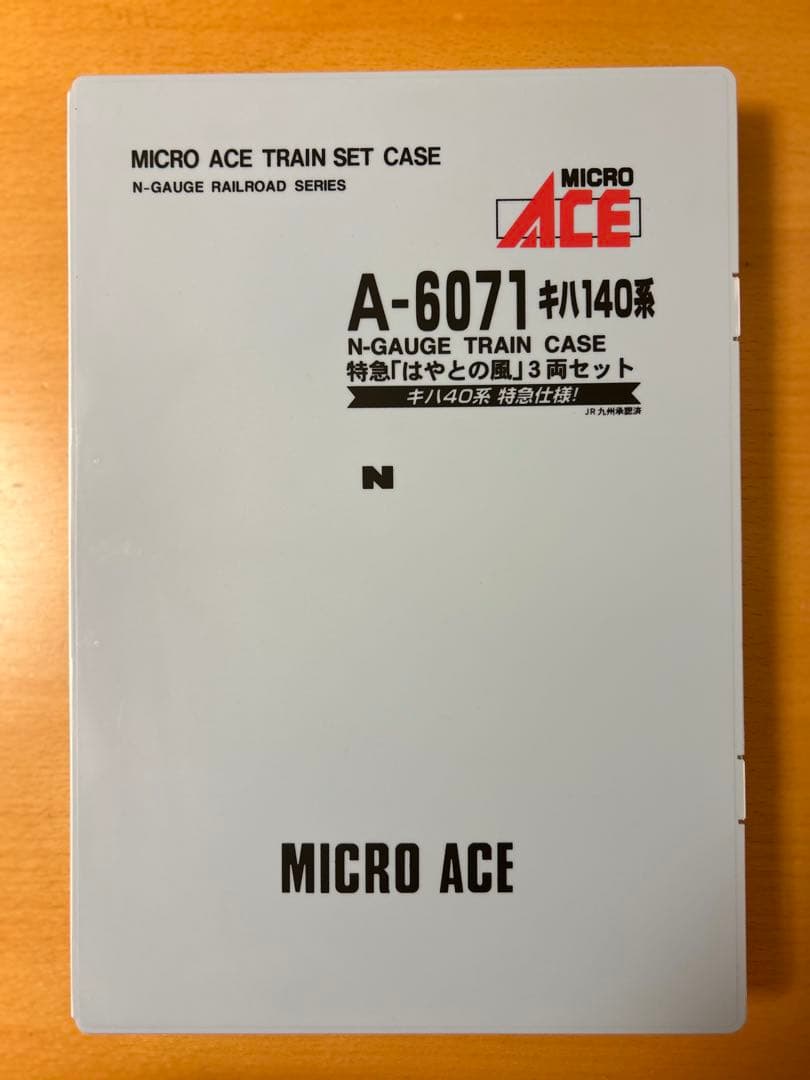 MICRO ACE TRAIN SET CASE
N-GAUGE RAILROAD SERIES
MICRO
ACE
A-6071 キハ140系
N-GAUGE TRAIN CASE
特急「はやとの風」3両セット
キハ40系 特急仕様!
JR九州承認済
N
MICRO ACE